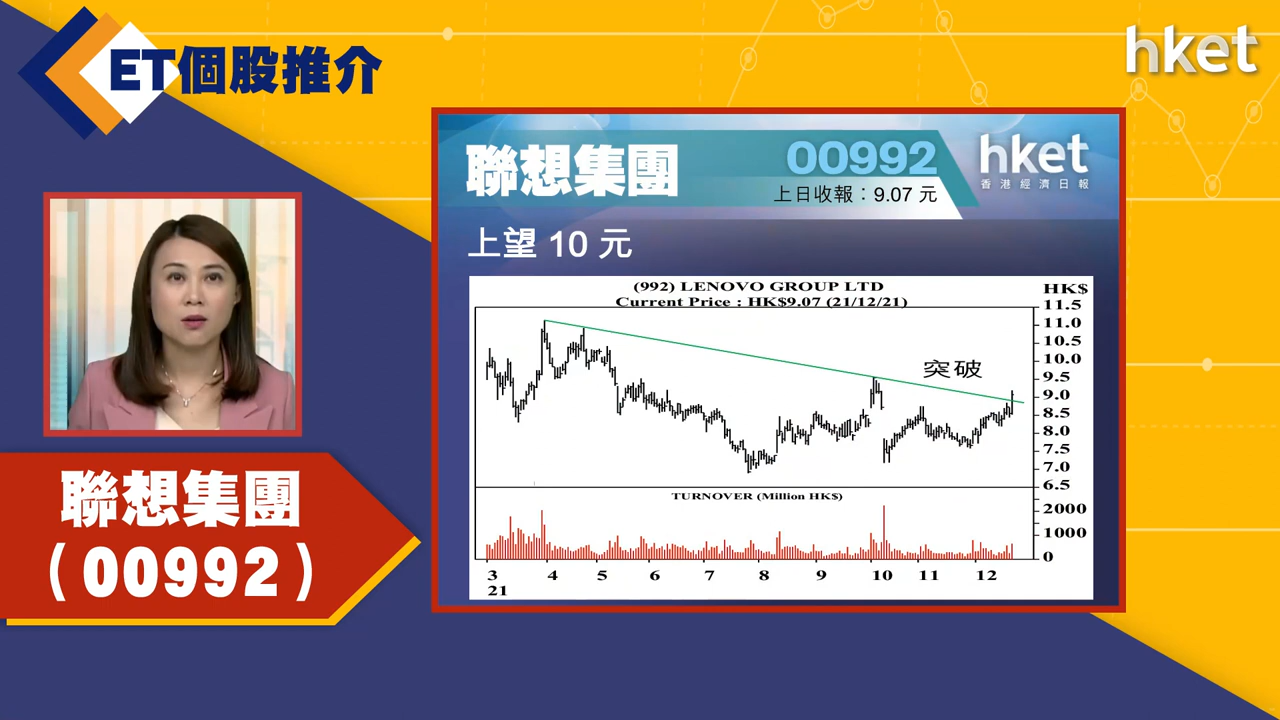 ET個股推介
hket
聯想集團
00992
hket
香港經濟日報
上日收報：9.07 元
上望 10 元
(992) LENOVO GROUP LTD
Current Price : HK$9.07 (21/12/21)
HK$
11.5
11.0
10.5
10.0
9.5
9.0
8.5
8.0
7.5
7.0
6.5
突破
TURNOVER (Million HK$)
2000
1000
0
3 4 5 6 7 8 9 10 11 12
21
聯想集團
（00992）